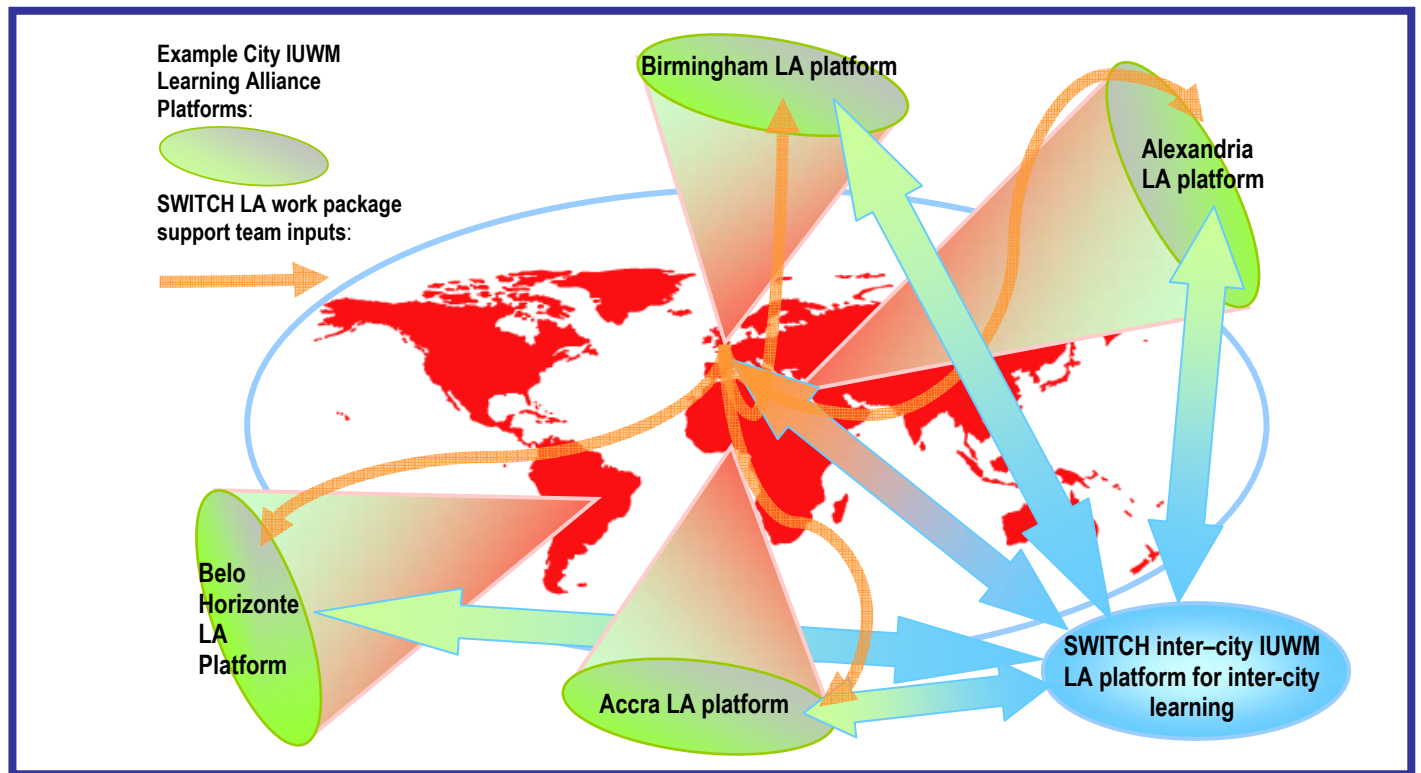 Example City IUWM
Learning Alliance
Platforms:
SWITCH LA work package
support team inputs:
Birmingham LA platform
Alexandria
LA platform
Belo
Horizonte
LA
Platform
Accra LA platform
SWITCH inter–city IUWM
LA platform for inter-city
learning